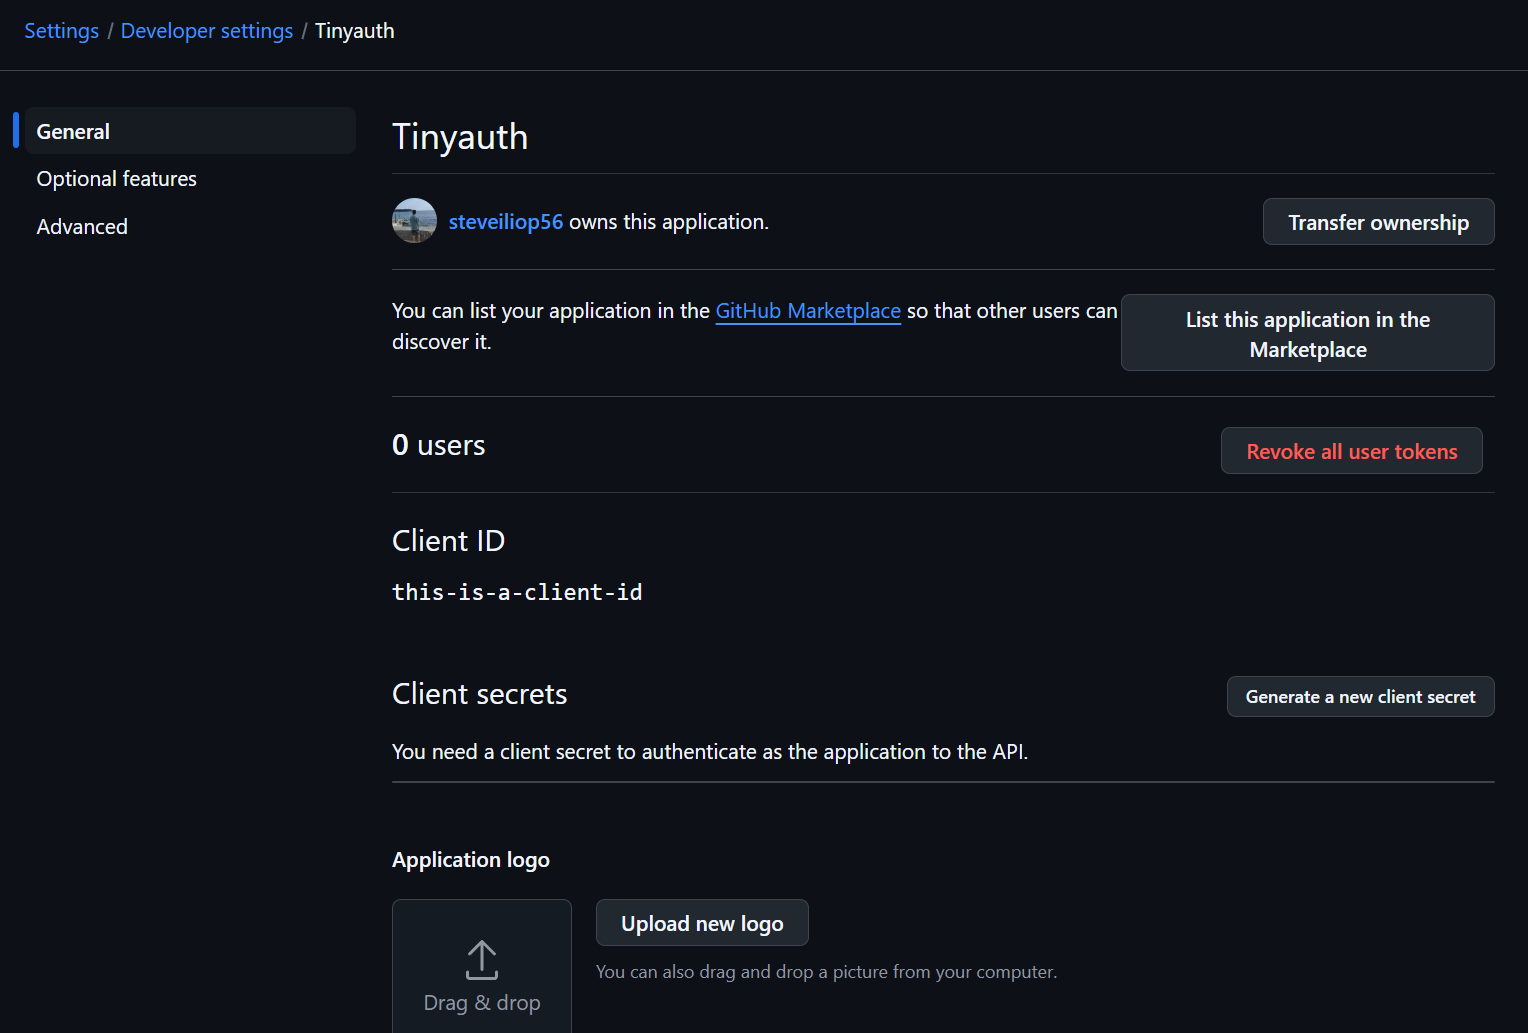 Settings / Developer settings / Tinyauth
General
Optional features
Advanced
Tinyauth
steveiliop56 owns this application.
Transfer ownership
You can list your application in the GitHub Marketplace so that other users can
discover it.
List this application in the
Marketplace
0 users
Revoke all user tokens
Client ID
this-is-a-client-id
Client secrets
Generate a new client secret
You need a client secret to authenticate as the application to the API.
Application logo
Drag & drop
Upload new logo
You can also drag and drop a picture from your computer.